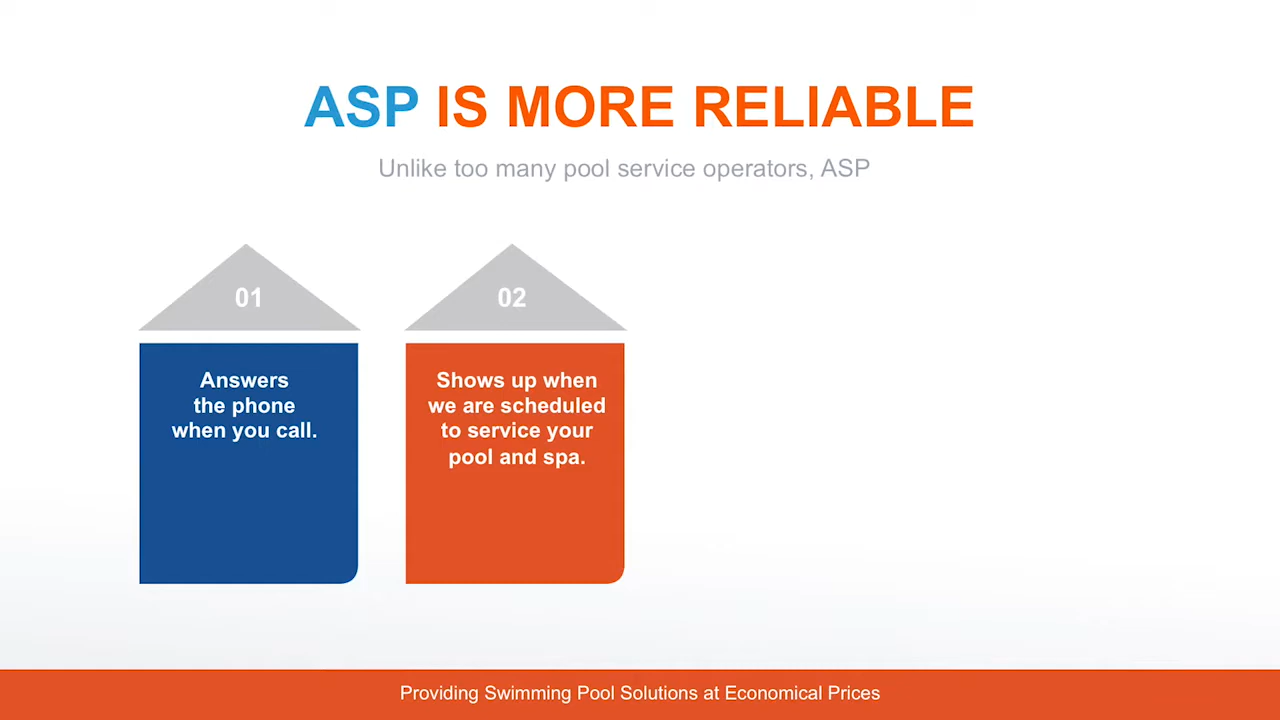 ASP IS MORE RELIABLE
Unlike too many pool service operators, ASP
01
Answers
the phone
when you call.
02
Shows up when
we are scheduled
to service your
pool and spa.
Providing Swimming Pool Solutions at Economical Prices